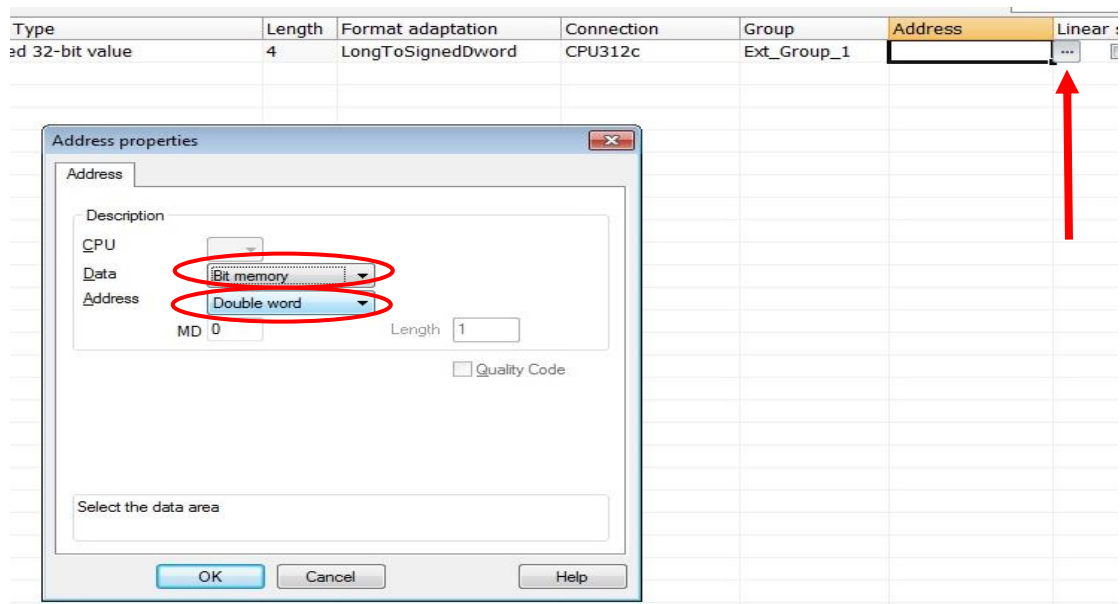 Type Length Format adaptation Connection Group Address Linear
ed 32-bit value 4 LongToSignedDword CPU312c Ext_Group_1 ...
Address properties
Address
Description
CPU
Data Bit memory
Address Double word
MD 0 Length 1
Quality Code
Select the data area
OK Cancel Help